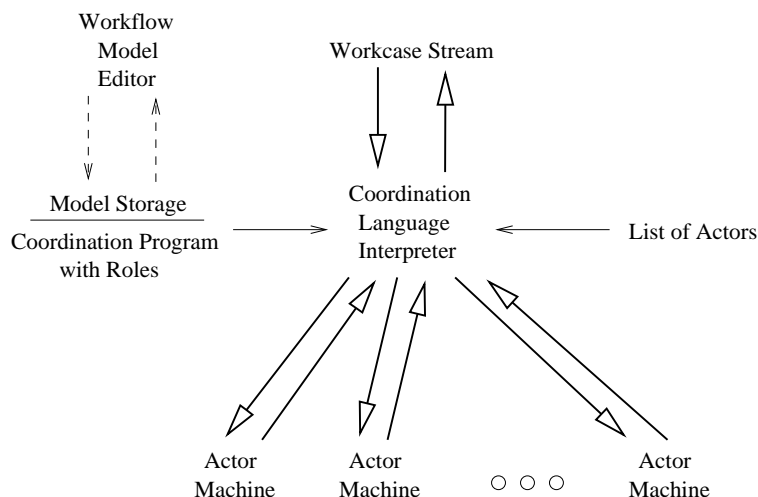 Workflow
Model
Editor
Workcase Stream
Model Storage
Coordination Program
with Roles
Coordination
Language
Interpreter
List of Actors
Actor
Machine
Actor
Machine
Actor
Machine